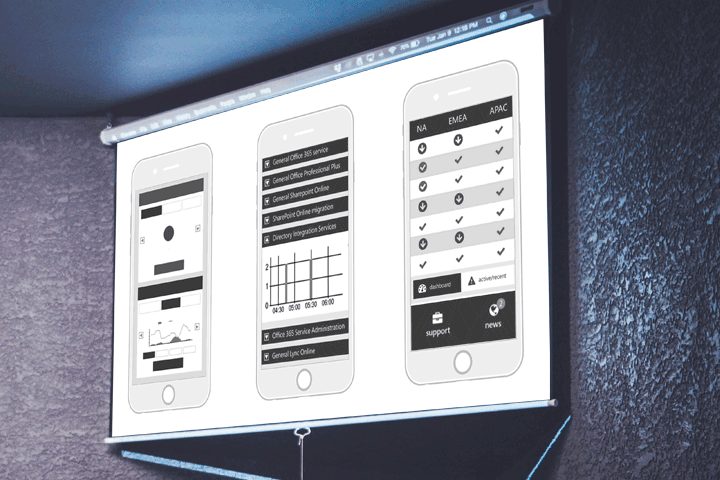 Tue Jan 9 12:18 PM
General Office 365 service
General Office Professional Plus
General Sharepoint Online
SharePoint Online migration
Directory Integration Services
2
1
0
04:30 05:00 05:30 06:00
Office 365 Service Administration
General Lync Online
NA EMEA APAC
dashboard
active/recent
support
news